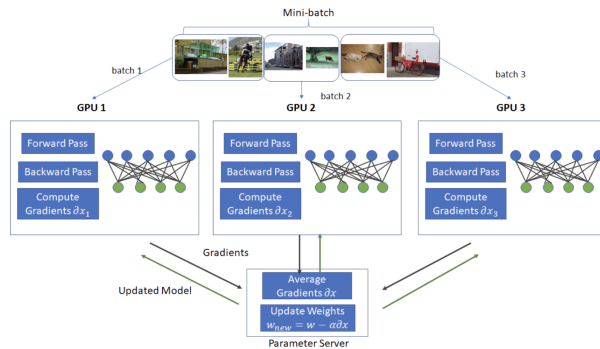 Mini-batch
batch 1
batch 2
batch 3
GPU 1
GPU 2
GPU 3
Forward Pass
Backward Pass
Compute
Gradients ∂x₁
Forward Pass
Backward Pass
Compute
Gradients ∂x₂
Forward Pass
Backward Pass
Compute
Gradients ∂x₃
Gradients
Updated Model
Average
Gradients ∂x
Update Weights
w_new = w − α∂x
Parameter Server